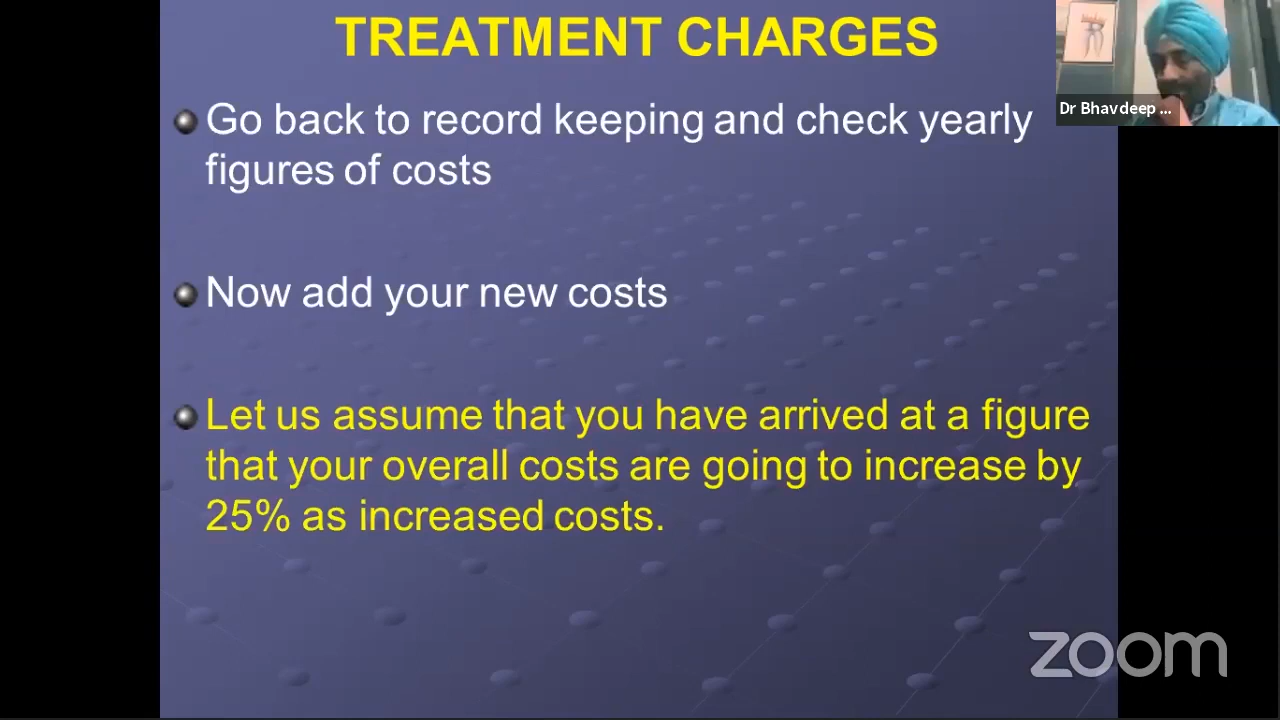 TREATMENT CHARGES
Go back to record keeping and check yearly
figures of costs
Now add your new costs
Let us assume that you have arrived at a figure
that your overall costs are going to increase by
25% as increased costs.
Dr Bhavdeep ...
zoom